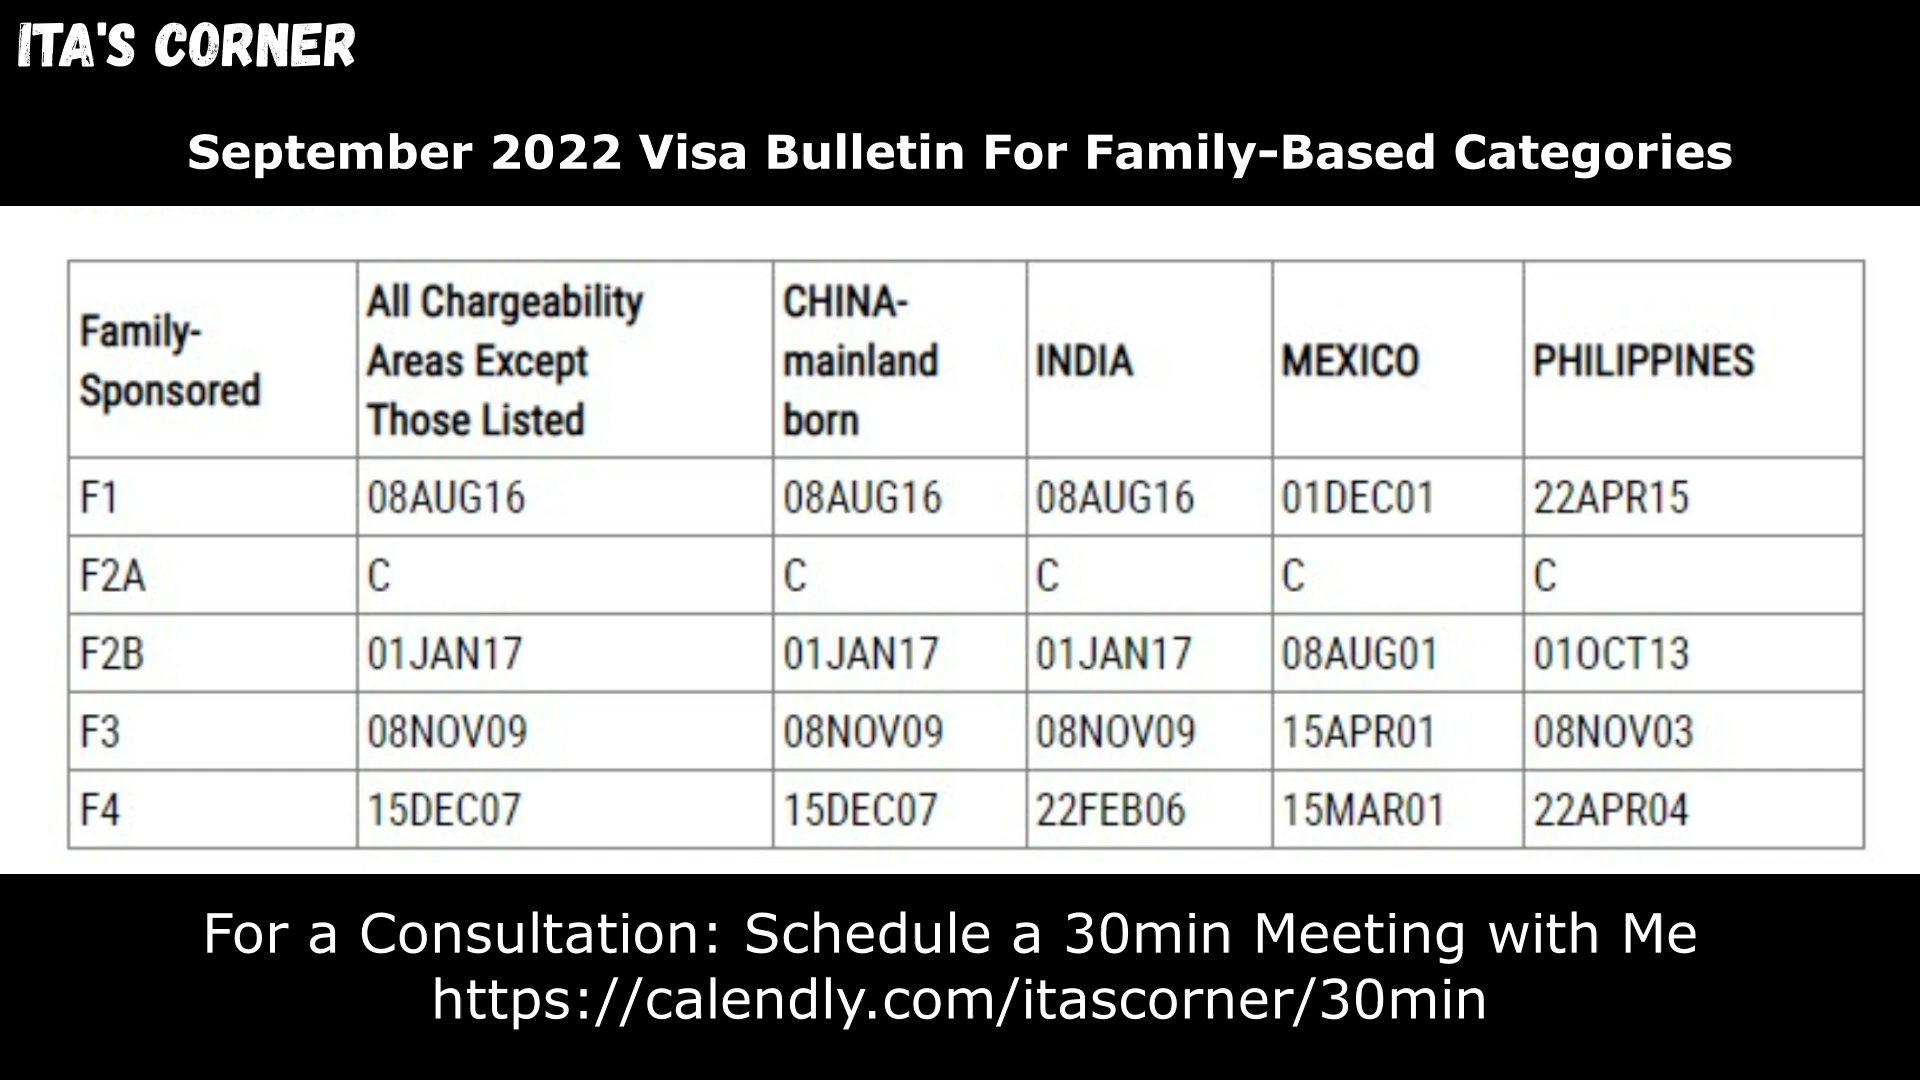 ITA'S CORNER
September 2022 Visa Bulletin For Family-Based Categories
Family-Sponsored All Chargeability Areas Except Those Listed CHINA-mainland born INDIA MEXICO PHILIPPINES
F1 08AUG16 08AUG16 08AUG16 01DEC01 22APR15
F2A C C C C C
F2B 01JAN17 01JAN17 01JAN17 08AUG01 01OCT13
F3 08NOV09 08NOV09 08NOV09 15APR01 08NOV03
F4 15DEC07 15DEC07 22FEB06 15MAR01 22APR04
For a Consultation: Schedule a 30min Meeting with Me
https://calendly.com/itascorner/30min